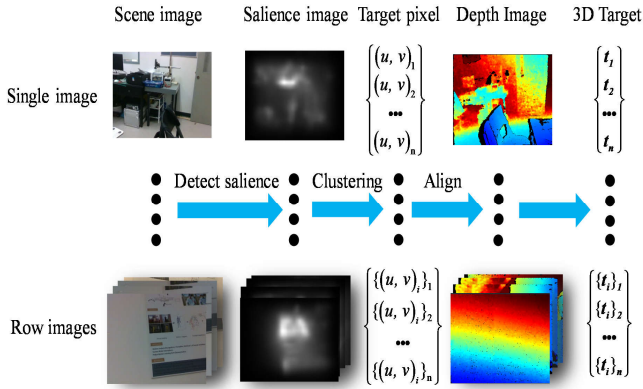 Scene image Salience image Target pixel Depth Image 3D Target
Single image
(u, v)₁
(u, v)₂
•••
(u, v)ₙ
t₁
t₂
•••
tₙ
Detect salience Clustering Align
Row images
{(u, v)ᵢ}₁
{(u, v)ᵢ}₂
•••
{(u, v)ᵢ}ₙ
{tᵢ}₁
{tᵢ}₂
•••
{tᵢ}ₙ